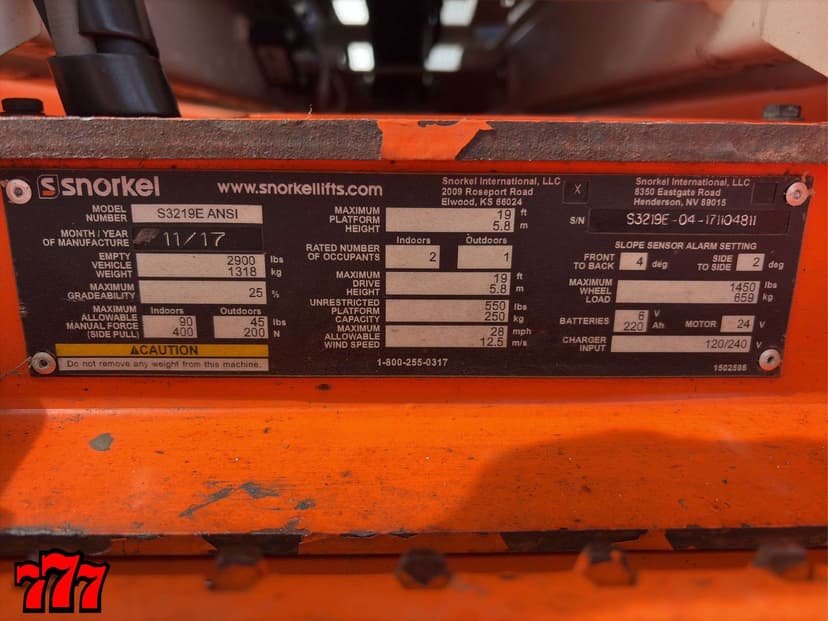 snorkel
www.snorkellifts.com
Snorkel International, LLC
2009 Roseport Road
Elwood, KS 66024
X
Snorkel International, LLC
8350 Eastgate Road
Henderson, NV 59015
MODEL NUMBER S3219E ANSI
MONTH / YEAR OF MANUFACTURE 11/17
EMPTY VEHICLE WEIGHT 2900 lbs
1318 kg
MAXIMUM GRADEABILITY 25 %
MAXIMUM ALLOWABLE MANUAL FORCE (SIDE PULL)
Indoors Outdoors
90 45 lbs
400 200 N
CAUTION
Do not remove any weight from this machine.
MAXIMUM PLATFORM HEIGHT 19 ft
5.8 m
Indoors Outdoors
RATED NUMBER OF OCCUPANTS 2 1
MAXIMUM DRIVE HEIGHT 19 ft
5.8 m
UNRESTRICTED PLATFORM CAPACITY 550 lbs
250 kg
MAXIMUM ALLOWABLE WIND SPEED 28 mph
12.5 m/s
1-800-255-0317
S/N S3219E-04-171104811
SLOPE SENSOR ALARM SETTING
FRONT TO BACK 4 deg SIDE TO SIDE 2 deg
MAXIMUM WHEEL LOAD 1450 lbs
659 kg
BATTERIES 6 V
220 Ah
MOTOR 24 V
CHARGER INPUT 120/240 V
1502595
777